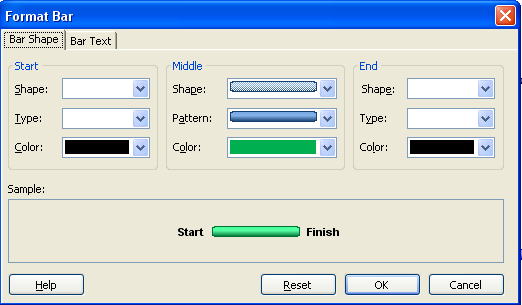 Format Bar
Bar Shape Bar Text
Start Middle End
Shape: Shape: Shape:
Type: Pattern: Type:
Color: Color: Color:
Sample:
Start Finish
Help Reset OK Cancel